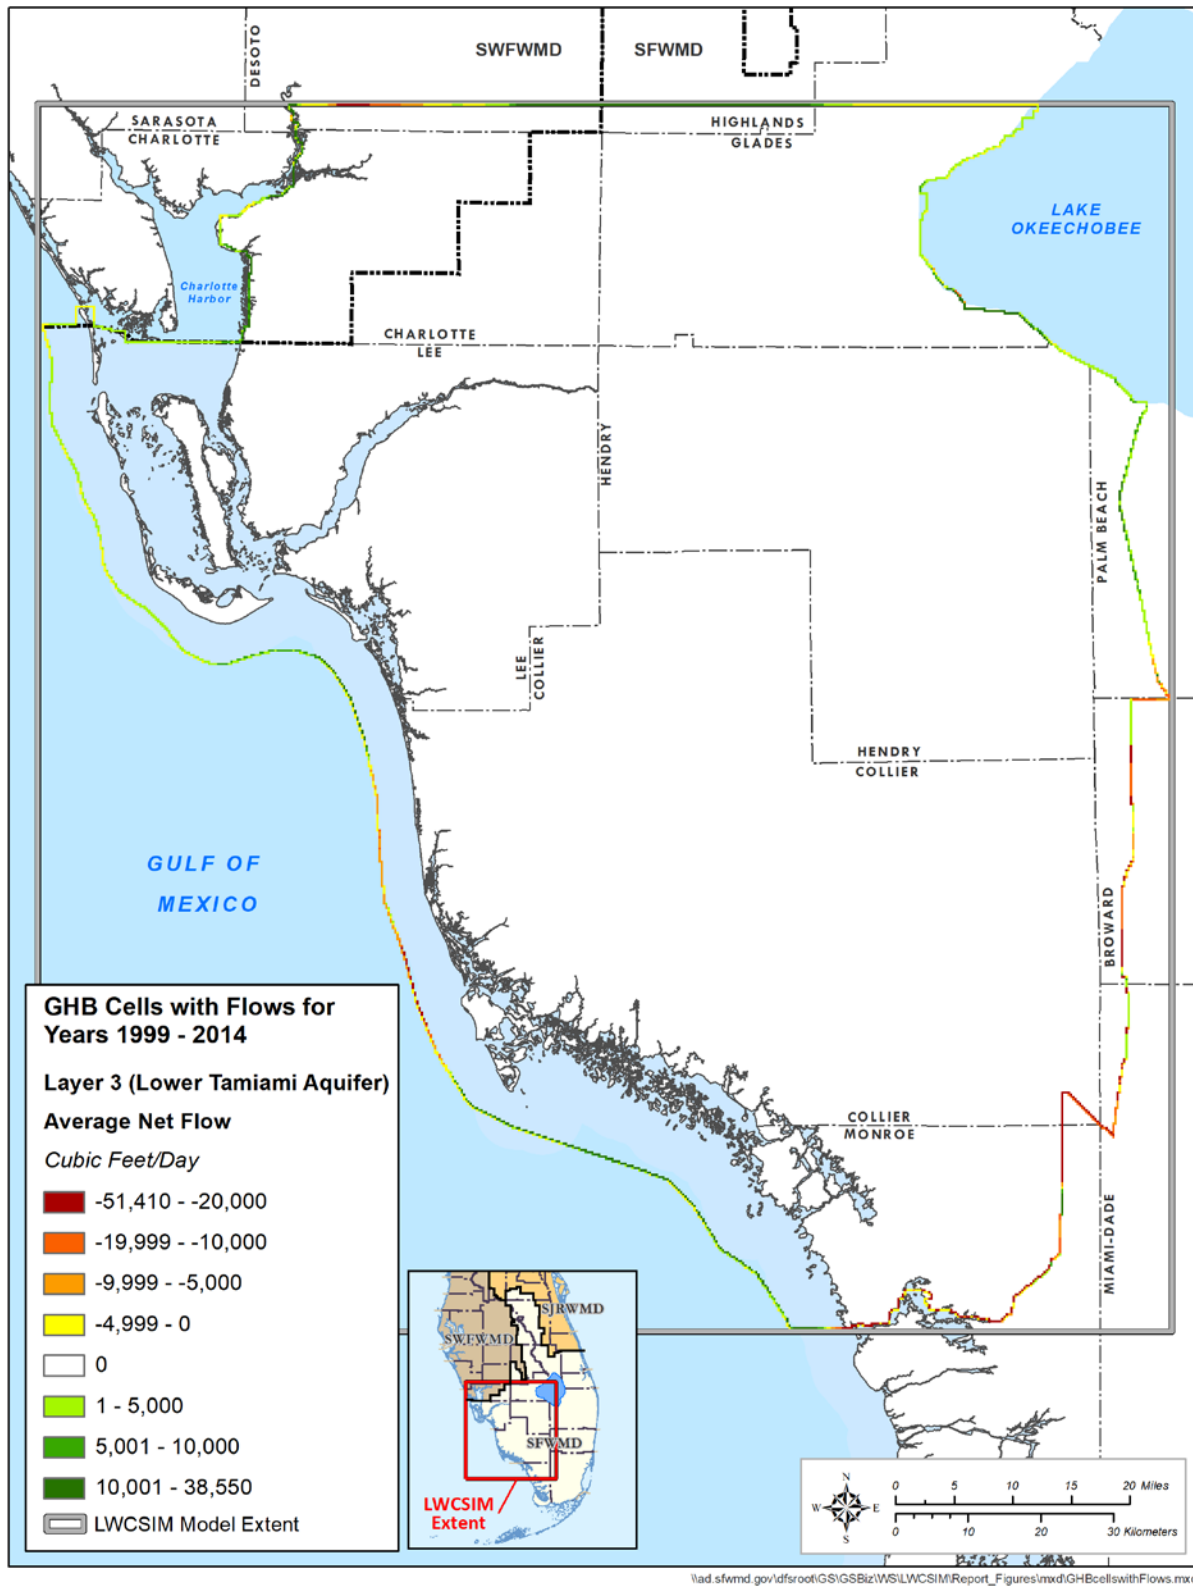 DESOTO
SWFWMD
SFWMD
SARASOTA
CHARLOTTE
HIGHLANDS
GLADES
LAKE
OKEECHOBEE
Charlotte
Harbor
CHARLOTTE
LEE
HENDRY
PALM BEACH
LEE
COLLIER
HENDRY
COLLIER
GULF OF
MEXICO
BROWARD
COLLIER
MONROE
MIAMI-DADE
GHB Cells with Flows for
Years 1999 - 2014
Layer 3 (Lower Tamiami Aquifer)
Average Net Flow
Cubic Feet/Day
-51,410 - -20,000
-19,999 - -10,000
-9,999 - -5,000
-4,999 - 0
0
1 - 5,000
5,001 - 10,000
10,001 - 38,550
LWCSIM Model Extent
SJRWMD
SWFWMD
SFWMD
LWCSIM
Extent
N
W E
S
0 5 10 15 20 Miles
0 10 20 30 Kilometers
\\ad.sfwmd.gov\dfsroot\GS\GSBiz\WS\LWCSIM\Report_Figures\mxd\GHBcellswithFlows.mxd